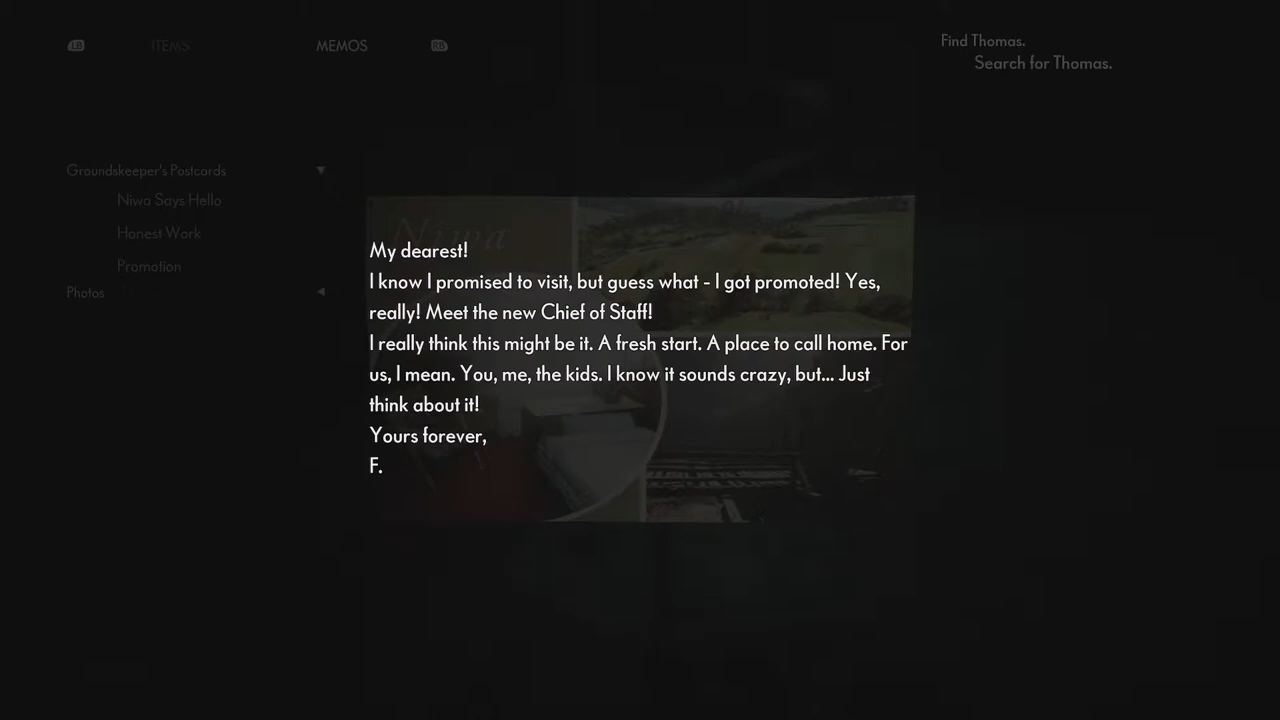 LB ITEMS MEMOS RB
Find Thomas.
Search for Thomas.
Groundskeeper's Postcards
Niwa Says Hello
Honest Work
Promotion
Photos
Niwa
My dearest!
I know I promised to visit, but guess what - I got promoted! Yes,
really! Meet the new Chief of Staff!
I really think this might be it. A fresh start. A place to call home. For
us, I mean. You, me, the kids. I know it sounds crazy, but... Just
think about it!
Yours forever,
F.